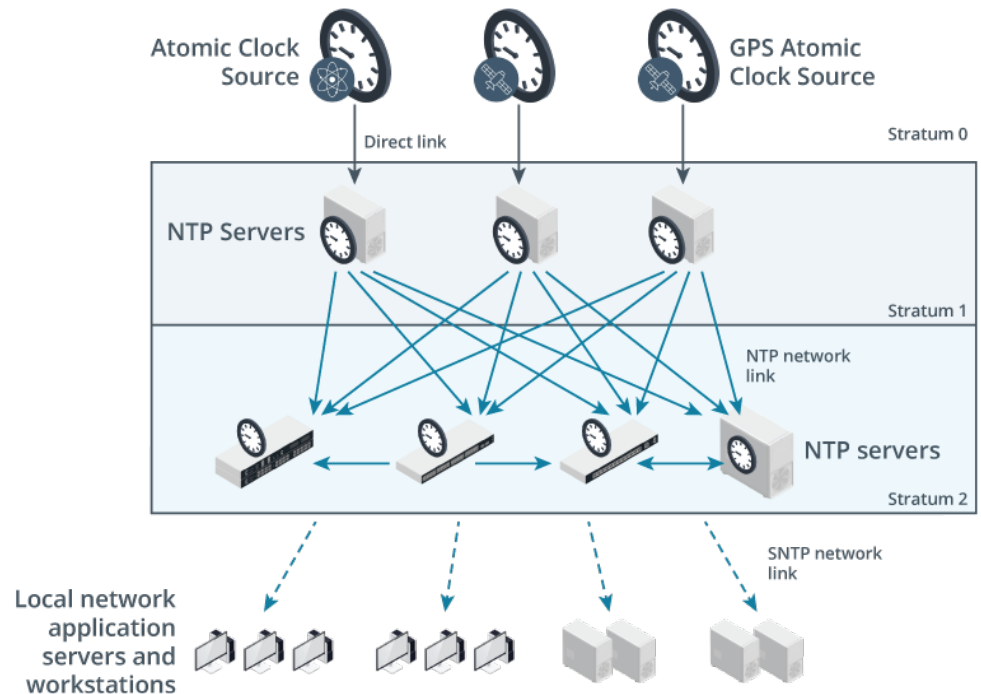 Atomic Clock
Source
GPS Atomic
Clock Source
Direct link
Stratum 0
NTP Servers
Stratum 1
NTP network
link
NTP servers
Stratum 2
SNTP network
link
Local network
application
servers and
workstations